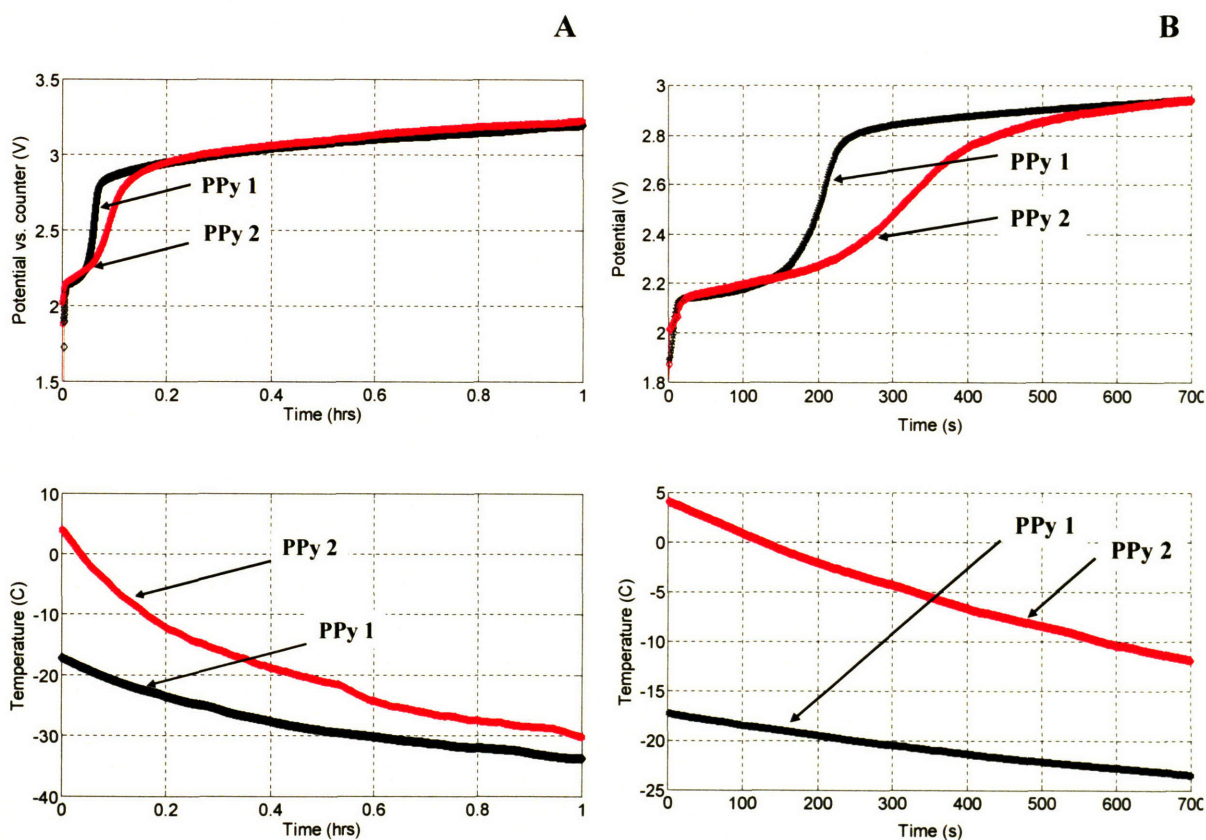 A
B
3.5
3
2.5
2
1.5
Potential vs. counter (V)
PPy 1
PPy 2
0 0.2 0.4 0.6 0.8 1
Time (hrs)
3
2.8
2.6
2.4
2.2
2
1.8
Potential (V)
PPy 1
PPy 2
0 100 200 300 400 500 600 700
Time (s)
10
0
-10
-20
-30
-40
Temperature (C)
PPy 2
PPy 1
0 0.2 0.4 0.6 0.8 1
Time (hrs)
5
0
-5
-10
-15
-20
-25
Temperature (C)
PPy 1
PPy 2
0 100 200 300 400 500 600 700
Time (s)